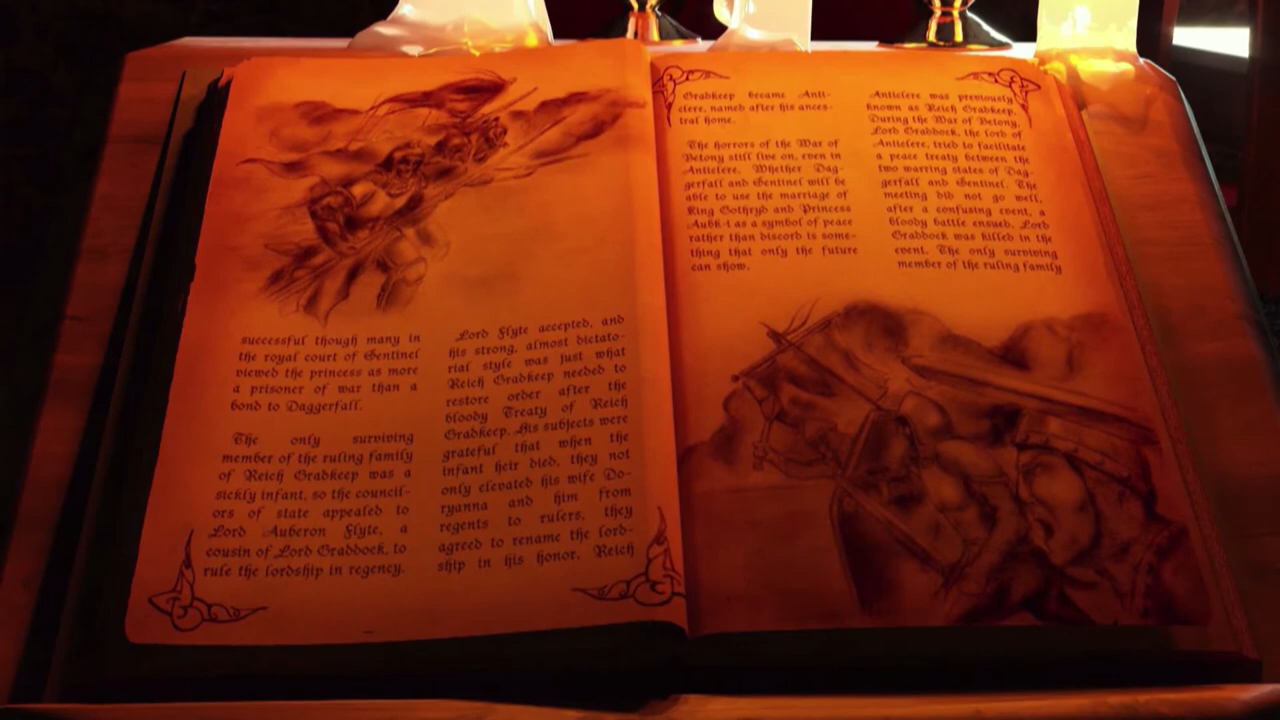 successful though many in
the royal court of Sentinel
viewed the princess as more
a prisoner of war than a
bond to Daggerfall.
The only surviving
member of the ruling family
of Reich Gradkeep was a
sickly infant, so the council-
ors of state appealed to
Lord Auberon Flyte, a
cousin of Lord Graddock, to
rule the lordship in regency.
Lord Flyte accepted, and
his strong, almost dictato-
rial style was just what
Reich Gradkeep needed to
restore order after the
bloody Treaty of Reich
Gradkeep. His subjects were
grateful that when the
infant heir died, they not
only elevated his wife Do-
ryanna and him from
regents to rulers, they
agreed to rename the lord-
ship in his honor. Reich
Gradkeep became Anti-
clere, named after his ances-
tral home.
The horrors of the War of
Betony still live on, even in
Anticlere. Whether Dag-
gerfall and Sentinel will be
able to use the marriage of
King Gothryd and Princess
Aubk-i as a symbol of peace
rather than discord is some-
thing that only the future
can show.
Anticlere was previously
known as Reich Gradkeep.
During the War of Betony,
Lord Graddock, the lord of
Anticlere, tried to facilitate
a peace treaty between the
two warring states of Dag-
gerfall and Sentinel. The
meeting did not go well,
after a confusing event, a
bloody battle ensued. Lord
Graddock was killed in the
event. The only surviving
member of the ruling family